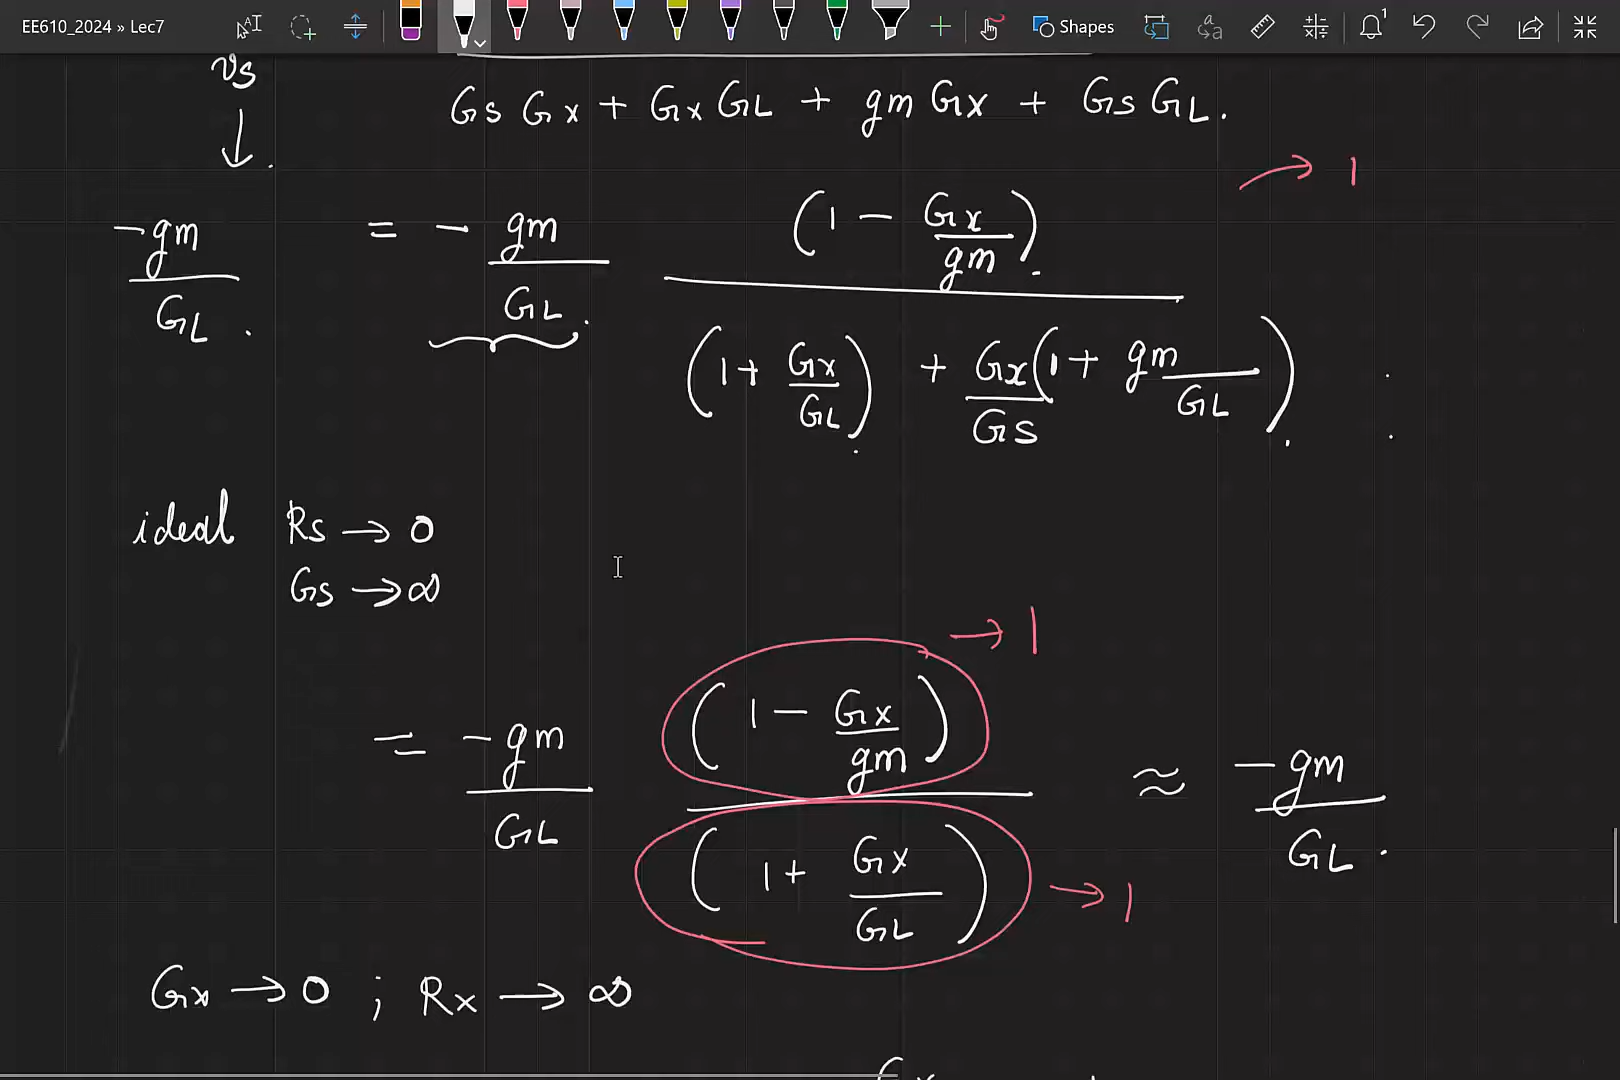 EE610_2024 » Lec7
Shapes
1
vs
↓.
Gs Gx + Gx GL + gm Gx + Gs GL.
→ 1
-gm / GL. = - gm / GL. (1 - Gx/gm). / (1 + Gx/GL). + Gx/Gs (1 + gm/GL).
ideal Rs → 0
Gs → ∞
→ 1
= -gm / GL (1 - Gx/gm) / (1 + Gx/GL) ≈ -gm / GL.
→ 1
Gx → 0 ; Rx → ∞